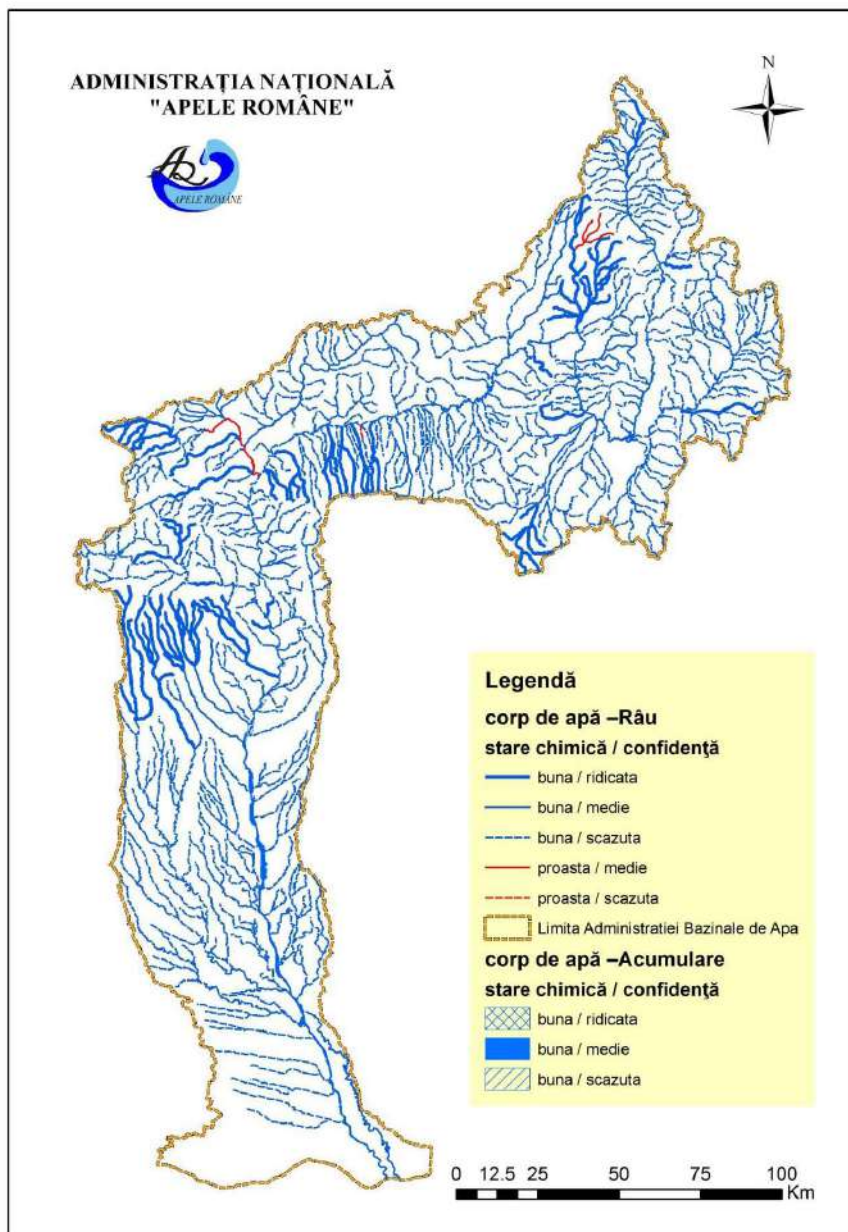 ADMINISTRAȚIA NAȚIONALĂ
"APELE ROMÂNE"
APELE ROMÂNE
N
Legendă
corp de apă –Râu
stare chimică / confidenţă
buna / ridicata
buna / medie
buna / scazuta
proasta / medie
proasta / scazuta
Limita Administratiei Bazinale de Apa
corp de apă –Acumulare
stare chimică / confidenţă
buna / ridicata
buna / medie
buna / scazuta
0 12.5 25 50 75 100
Km